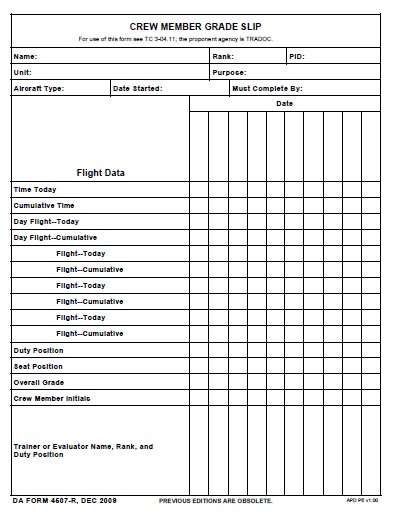 CREW MEMBER GRADE SLIP
For use of this form see TC 3-04.11; the proponent agency is TRADOC.
Name: Rank: PID:
Unit: Purpose:
Aircraft Type: Date Started: Must Complete By:
Date
Flight Data
Time Today
Cumulative Time
Day Flight--Today
Day Flight--Cumulative
Flight--Today
Flight--Cumulative
Flight--Today
Flight--Cumulative
Flight--Today
Flight--Cumulative
Duty Position
Seat Position
Overall Grade
Crew Member Initials
Trainer or Evaluator Name, Rank, and
Duty Position
DA FORM 4507-R, DEC 2009 PREVIOUS EDITIONS ARE OBSOLETE. APD PE v1.00